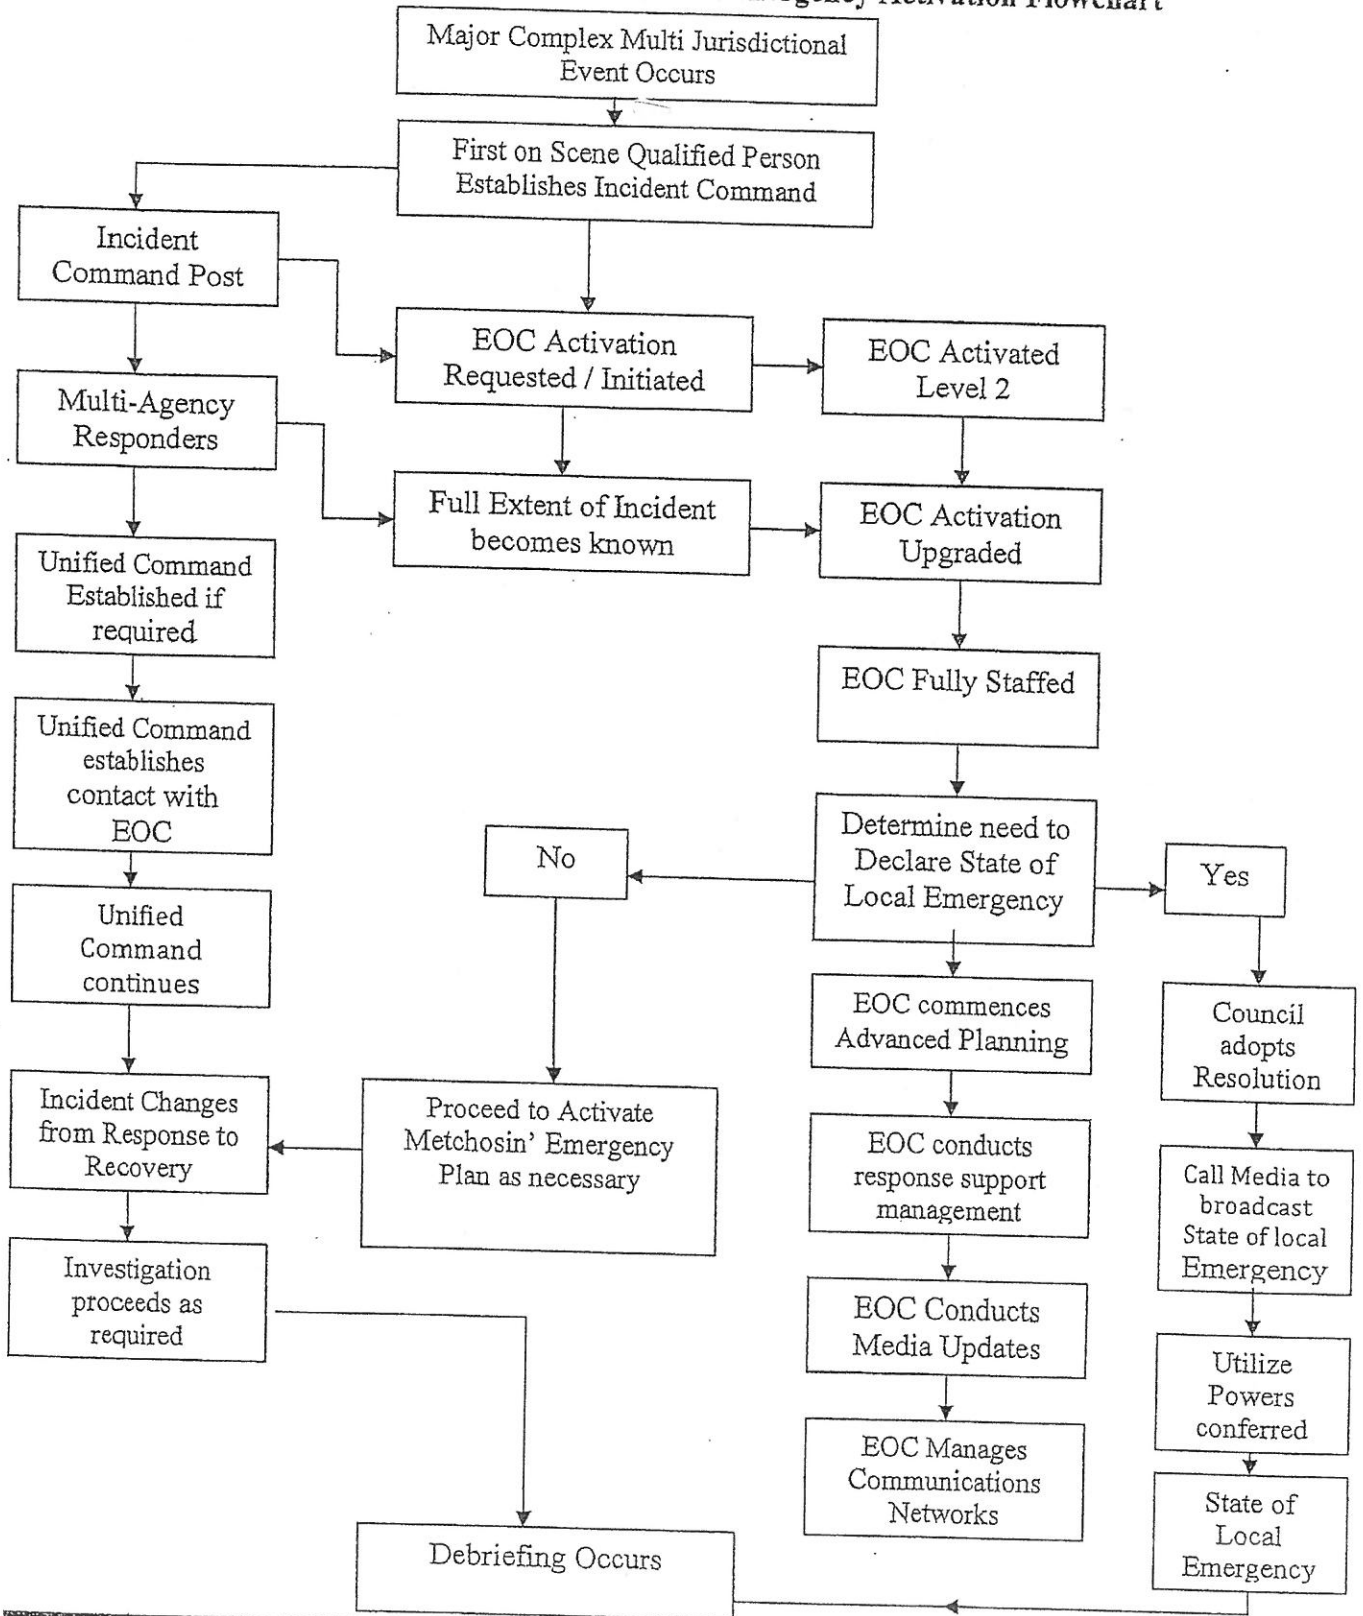 Activation Flowchart
Major Complex Multi Jurisdictional
Event Occurs
First on Scene Qualified Person
Establishes Incident Command
Incident
Command Post
EOC Activation
Requested / Initiated
EOC Activated
Level 2
Multi-Agency
Responders
Full Extent of Incident
becomes known
EOC Activation
Upgraded
Unified Command
Established if
required
EOC Fully Staffed
Unified Command
establishes
contact with
EOC
No
Determine need to
Declare State of
Local Emergency
Yes
Unified
Command
continues
EOC commences
Advanced Planning
Council
adopts
Resolution
Incident Changes
from Response to
Recovery
Proceed to Activate
Metchosin' Emergency
Plan as necessary
EOC conducts
response support
management
Call Media to
broadcast
State of local
Emergency
Investigation
proceeds as
required
EOC Conducts
Media Updates
Utilize
Powers
conferred
EOC Manages
Communications
Networks
State of
Local
Emergency
Debriefing Occurs